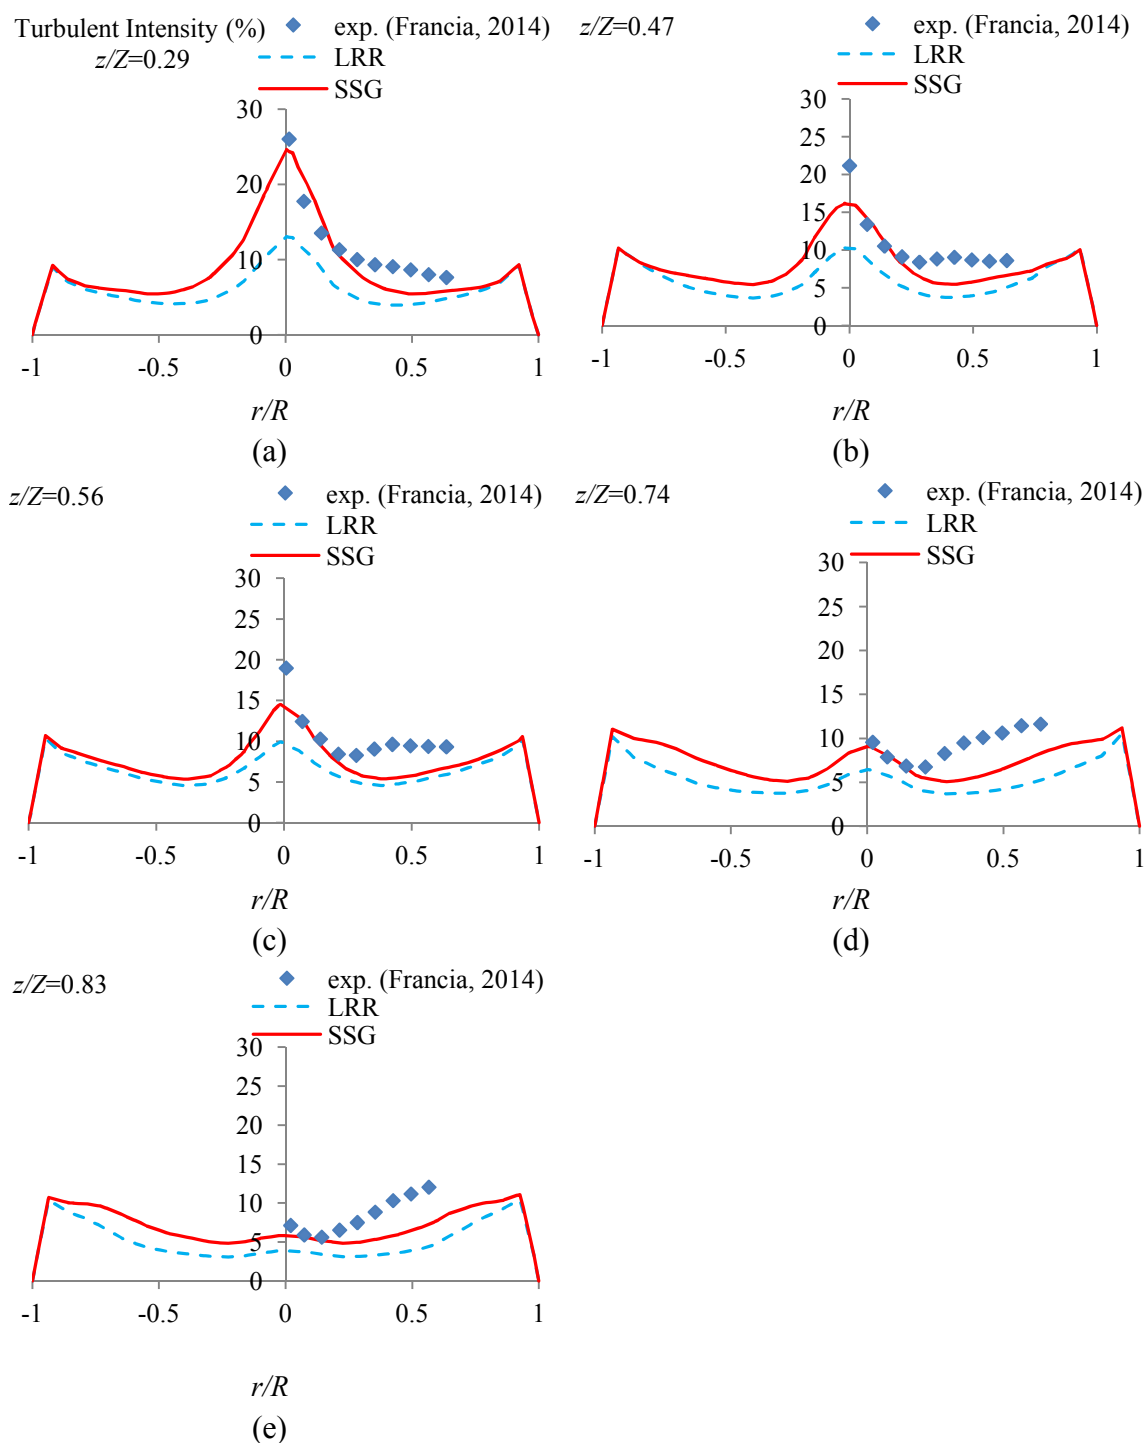 Turbulent Intensity (%)
z/Z=0.29
exp. (Francia, 2014)
LRR
SSG
30
20
10
0
-1 -0.5 0 0.5 1
r/R
(a)
z/Z=0.47
exp. (Francia, 2014)
LRR
SSG
30
25
20
15
10
5
0
-1 -0.5 0 0.5 1
r/R
(b)
z/Z=0.56
exp. (Francia, 2014)
LRR
SSG
30
25
20
15
10
5
0
-1 -0.5 0 0.5 1
r/R
(c)
z/Z=0.74
exp. (Francia, 2014)
LRR
SSG
30
25
20
15
10
5
0
-1 -0.5 0 0.5 1
r/R
(d)
z/Z=0.83
exp. (Francia, 2014)
LRR
SSG
30
25
20
15
10
5
0
-1 -0.5 0 0.5 1
r/R
(e)